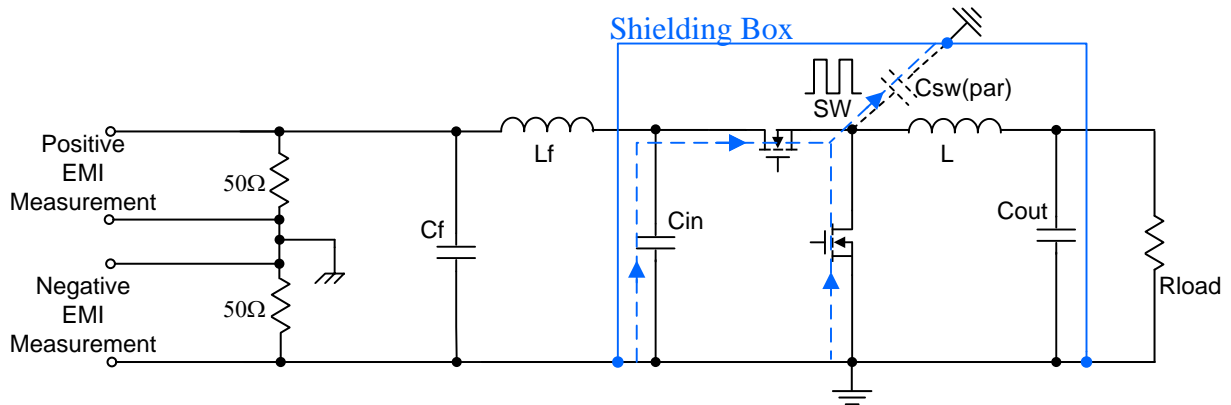 Shielding Box
SW
Csw(par)
Positive
EMI
Measurement
50Ω
Lf
L
Cf
Cin
Cout
Negative
EMI
Measurement
50Ω
Rload